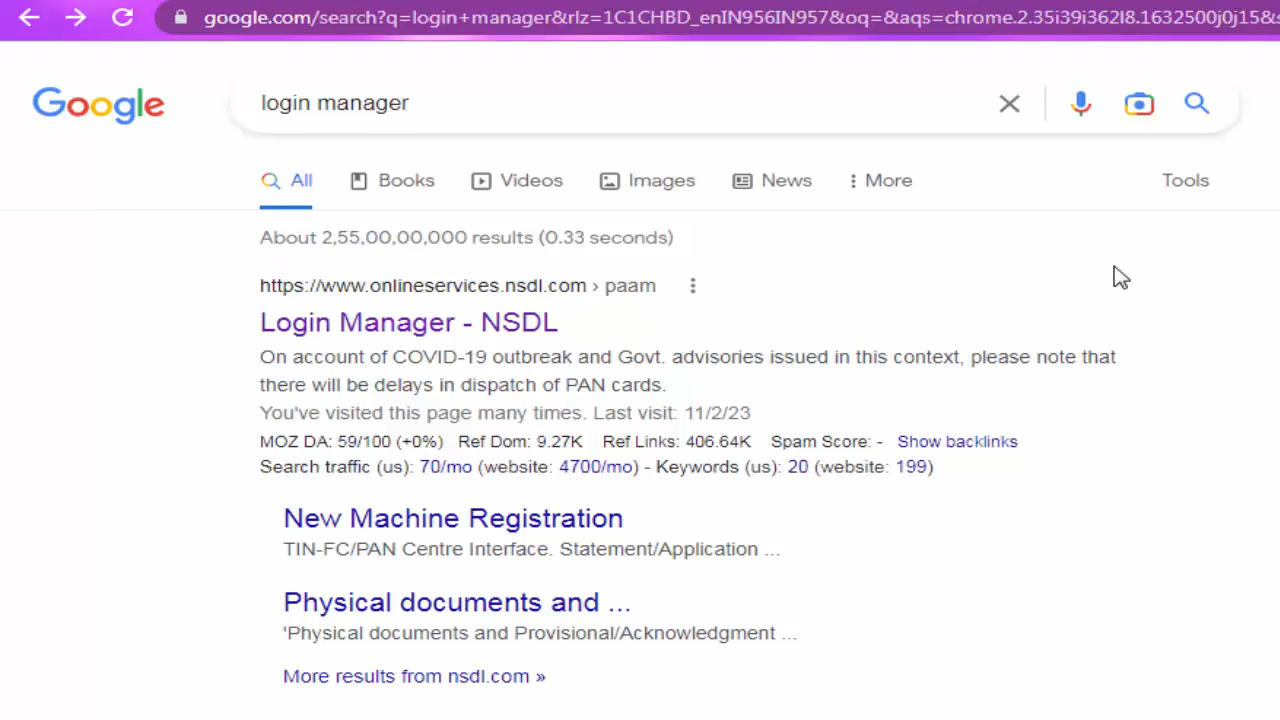 google.com/search?q=login+manager&rlz=1C1CHBD_enIN956IN957&oq=&aqs=chrome.2.35i39i362l8.1632500j0j15&s
Google
login manager
All Books Videos Images News More Tools
About 2,55,00,00,000 results (0.33 seconds)
https://www.onlineservices.nsdl.com › paam
Login Manager - NSDL
On account of COVID-19 outbreak and Govt. advisories issued in this context, please note that
there will be delays in dispatch of PAN cards.
You've visited this page many times. Last visit: 11/2/23
MOZ DA: 59/100 (+0%) Ref Dom: 9.27K Ref Links: 406.64K Spam Score: - Show backlinks
Search traffic (us): 70/mo (website: 4700/mo) - Keywords (us): 20 (website: 199)
New Machine Registration
TIN-FC/PAN Centre Interface. Statement/Application ...
Physical documents and ...
'Physical documents and Provisional/Acknowledgment ...
More results from nsdl.com »